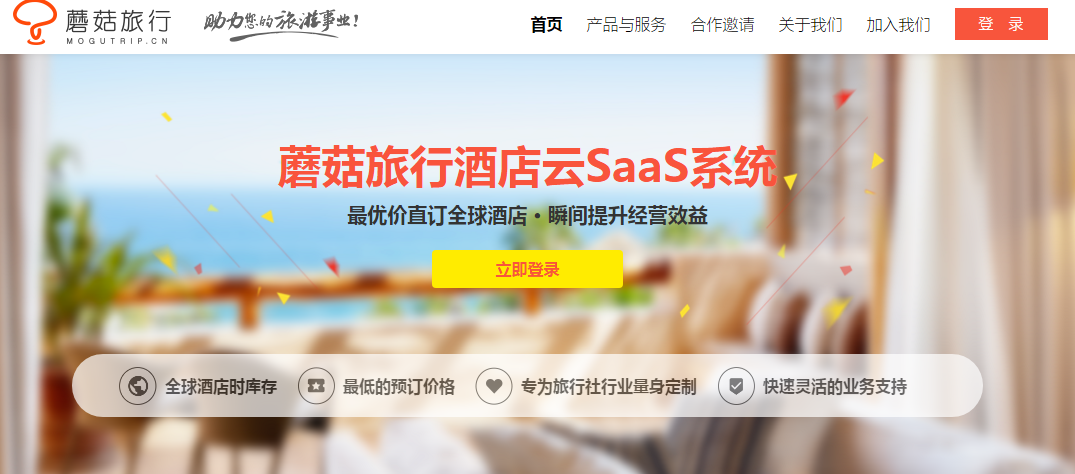 蘑菇旅行
MOGUTRIP.CN
助力您的旅游事业!
首页
产品与服务
合作邀请
关于我们
加入我们
登 录
蘑菇旅行酒店云SaaS系统
最优价直订全球酒店·瞬间提升经营效益
立即登录
全球酒店时库存
最低的预订价格
专为旅行社行业量身定制
快速灵活的业务支持